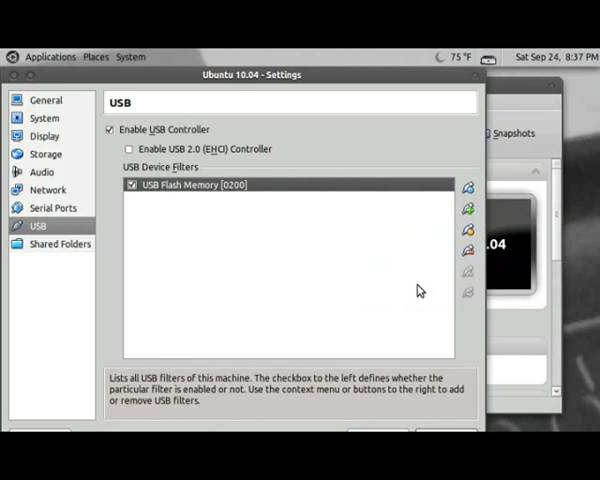 Applications Places System
75 °F
Sat Sep 24, 8:37 PM
Ubuntu 10.04 - Settings
General
System
Display
Storage
Audio
Network
Serial Ports
USB
Shared Folders
USB
Enable USB Controller
Enable USB 2.0 (EHCI) Controller
USB Device Filters
USB Flash Memory [0200]
Lists all USB filters of this machine. The checkbox to the left defines whether the
particular filter is enabled or not. Use the context menu or buttons to the right to add
or remove USB filters.
Snapshots
.04